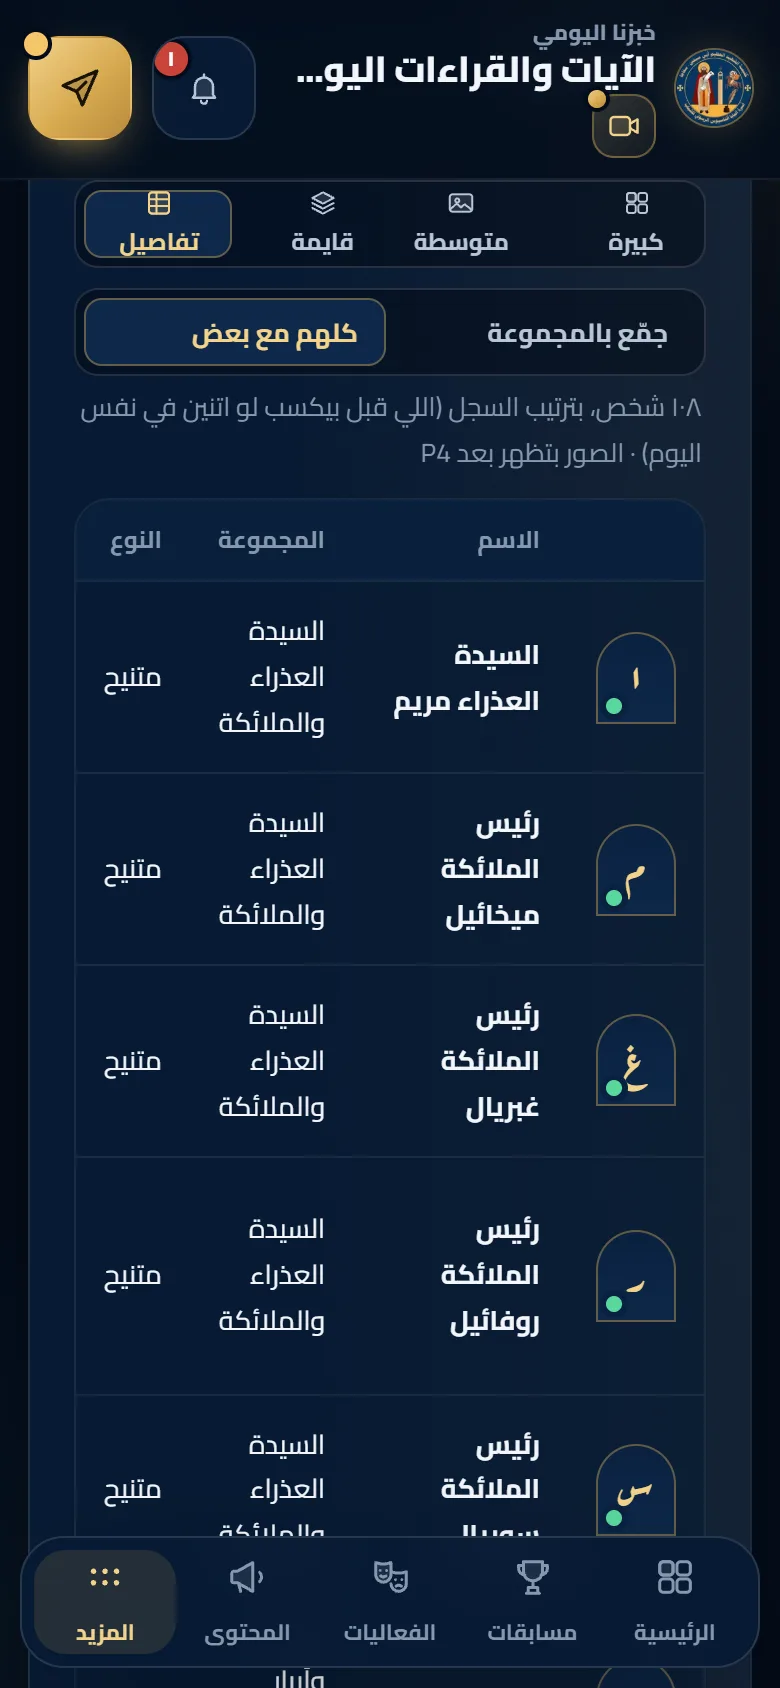 خبزنا اليومي
الآيات والقراءات اليو...
١
كبيرة
متوسطة
قايمة
تفاصيل
جمّع بالمجموعة
كلهم مع بعض
١٠٨ شخص، بترتيب السجل (اللي قبل بيكسب لو اتنين في نفس
اليوم) · الصور بتظهر بعد P4
الاسم المجموعة النوع
ا
السيدة
العذراء مريم
السيدة
العذراء
والملائكة
متنيح
م
رئيس
الملائكة
ميخائيل
السيدة
العذراء
والملائكة
متنيح
غ
رئيس
الملائكة
غبريال
السيدة
العذراء
والملائكة
متنيح
ر
رئيس
الملائكة
روفائيل
السيدة
العذراء
والملائكة
متنيح
س
رئيس
الملائكة
سوريال
السيدة
العذراء
والملائكة
متنيح
الرئيسية
مسابقات
الفعاليات
المحتوى
المزيد